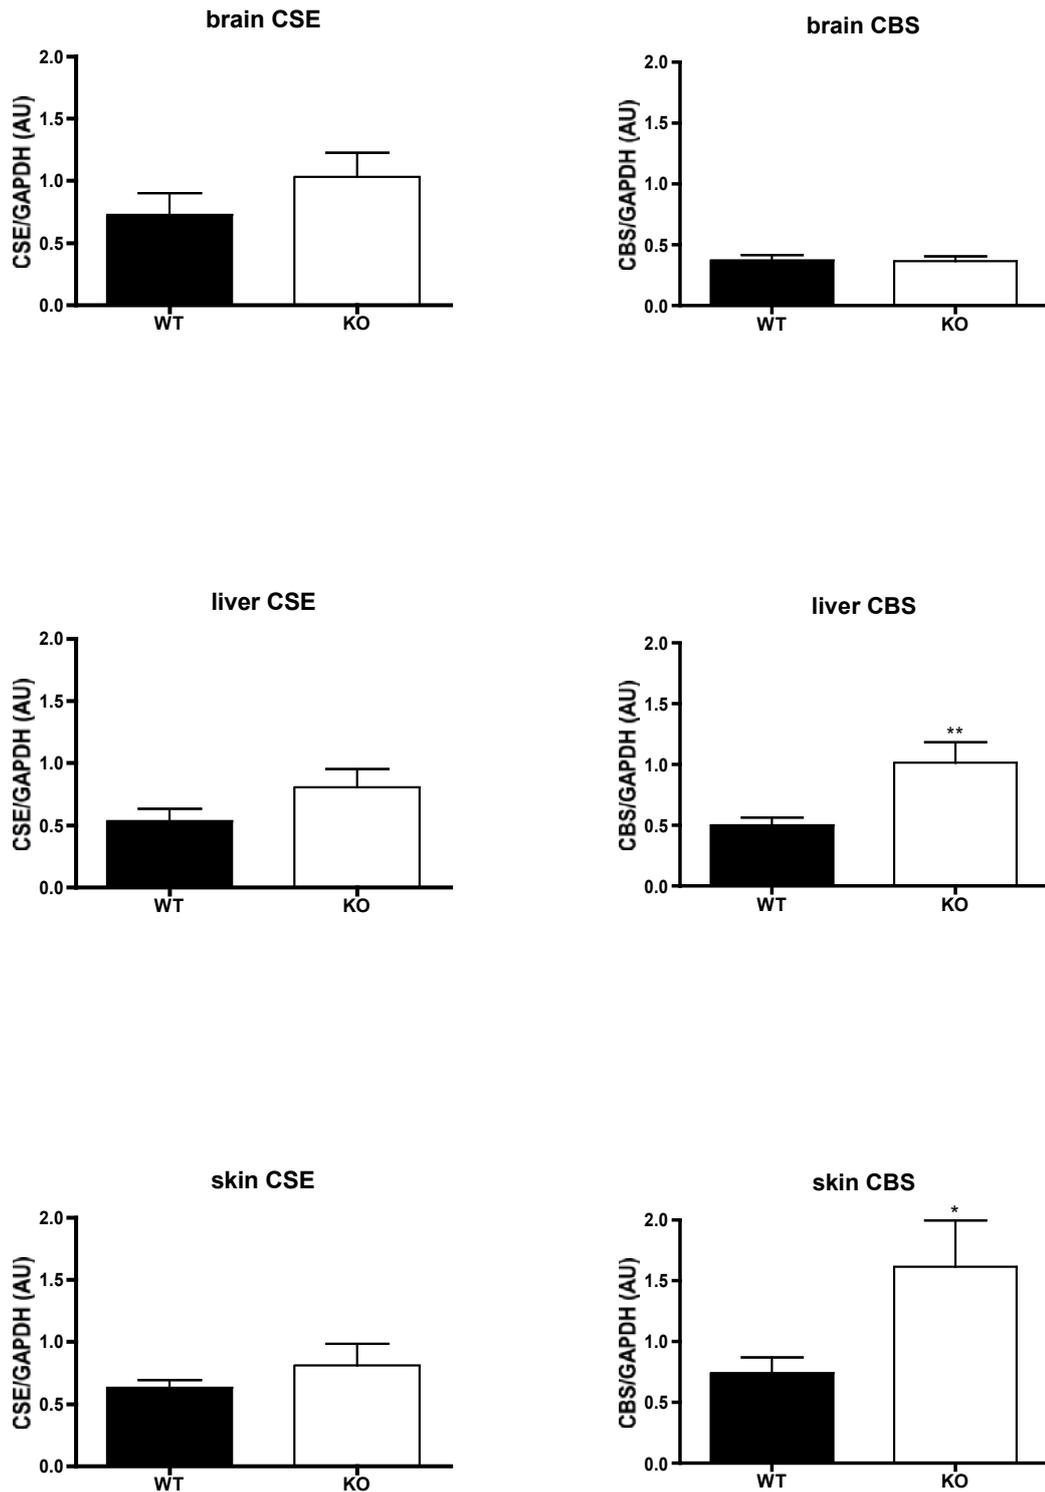 brain CSE
CSE/GAPDH (AU)
2.0
1.5
1.0
0.5
0.0
WT KO
brain CBS
CBS/GAPDH (AU)
2.0
1.5
1.0
0.5
0.0
WT KO
liver CSE
CSE/GAPDH (AU)
2.0
1.5
1.0
0.5
0.0
WT KO
liver CBS
CBS/GAPDH (AU)
2.0
1.5
1.0
0.5
0.0
**
WT KO
skin CSE
CSE/GAPDH (AU)
2.0
1.5
1.0
0.5
0.0
WT KO
skin CBS
CBS/GAPDH (AU)
*
2.0
1.5
1.0
0.5
0.0
WT KO